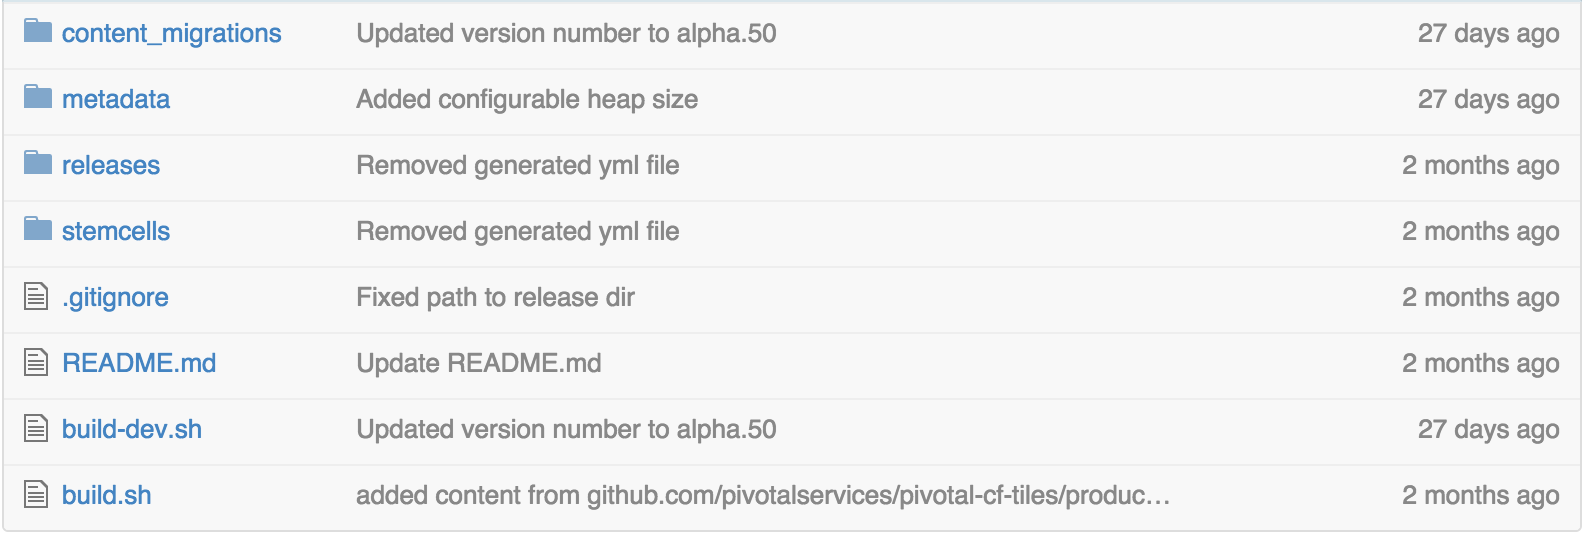 content_migrations Updated version number to alpha.50 27 days ago
metadata Added configurable heap size 27 days ago
releases Removed generated yml file 2 months ago
stemcells Removed generated yml file 2 months ago
.gitignore Fixed path to release dir 2 months ago
README.md Update README.md 2 months ago
build-dev.sh Updated version number to alpha.50 27 days ago
build.sh added content from github.com/pivotalservices/pivotal-cf-tiles/produc… 2 months ago